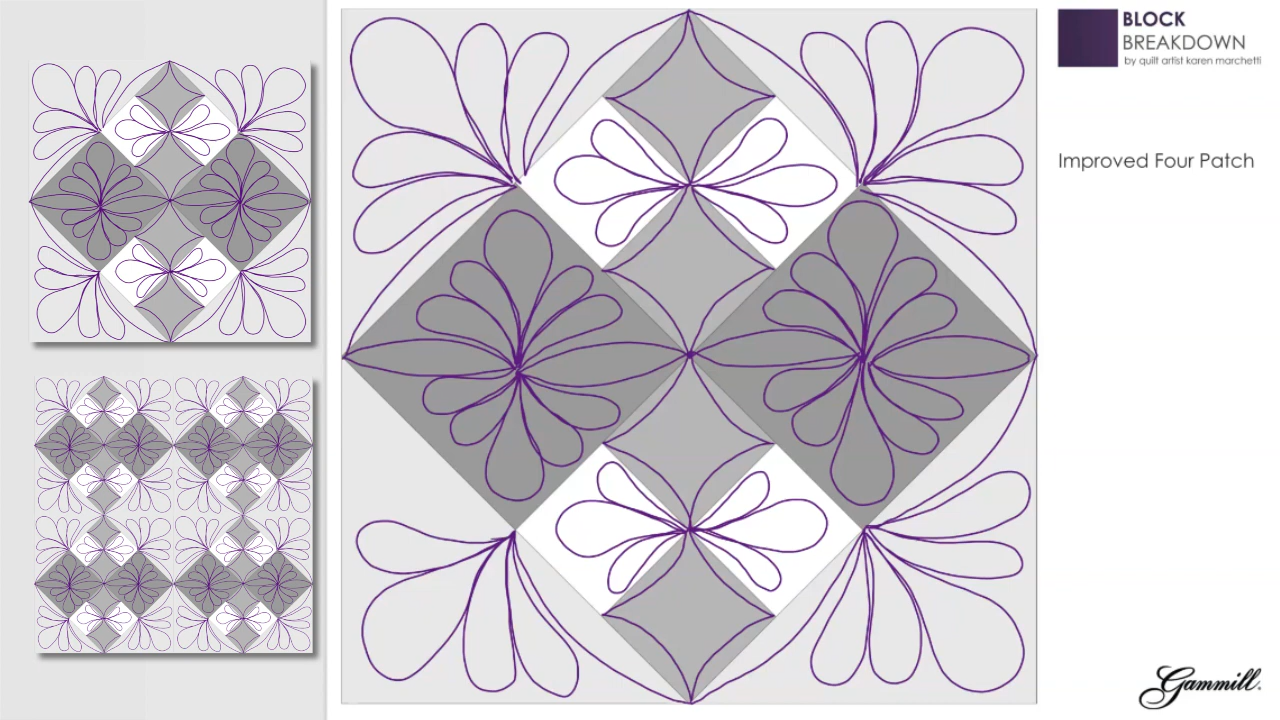 BLOCK
BREAKDOWN
by quilt artist karen marchetti
Improved Four Patch
Gammill.